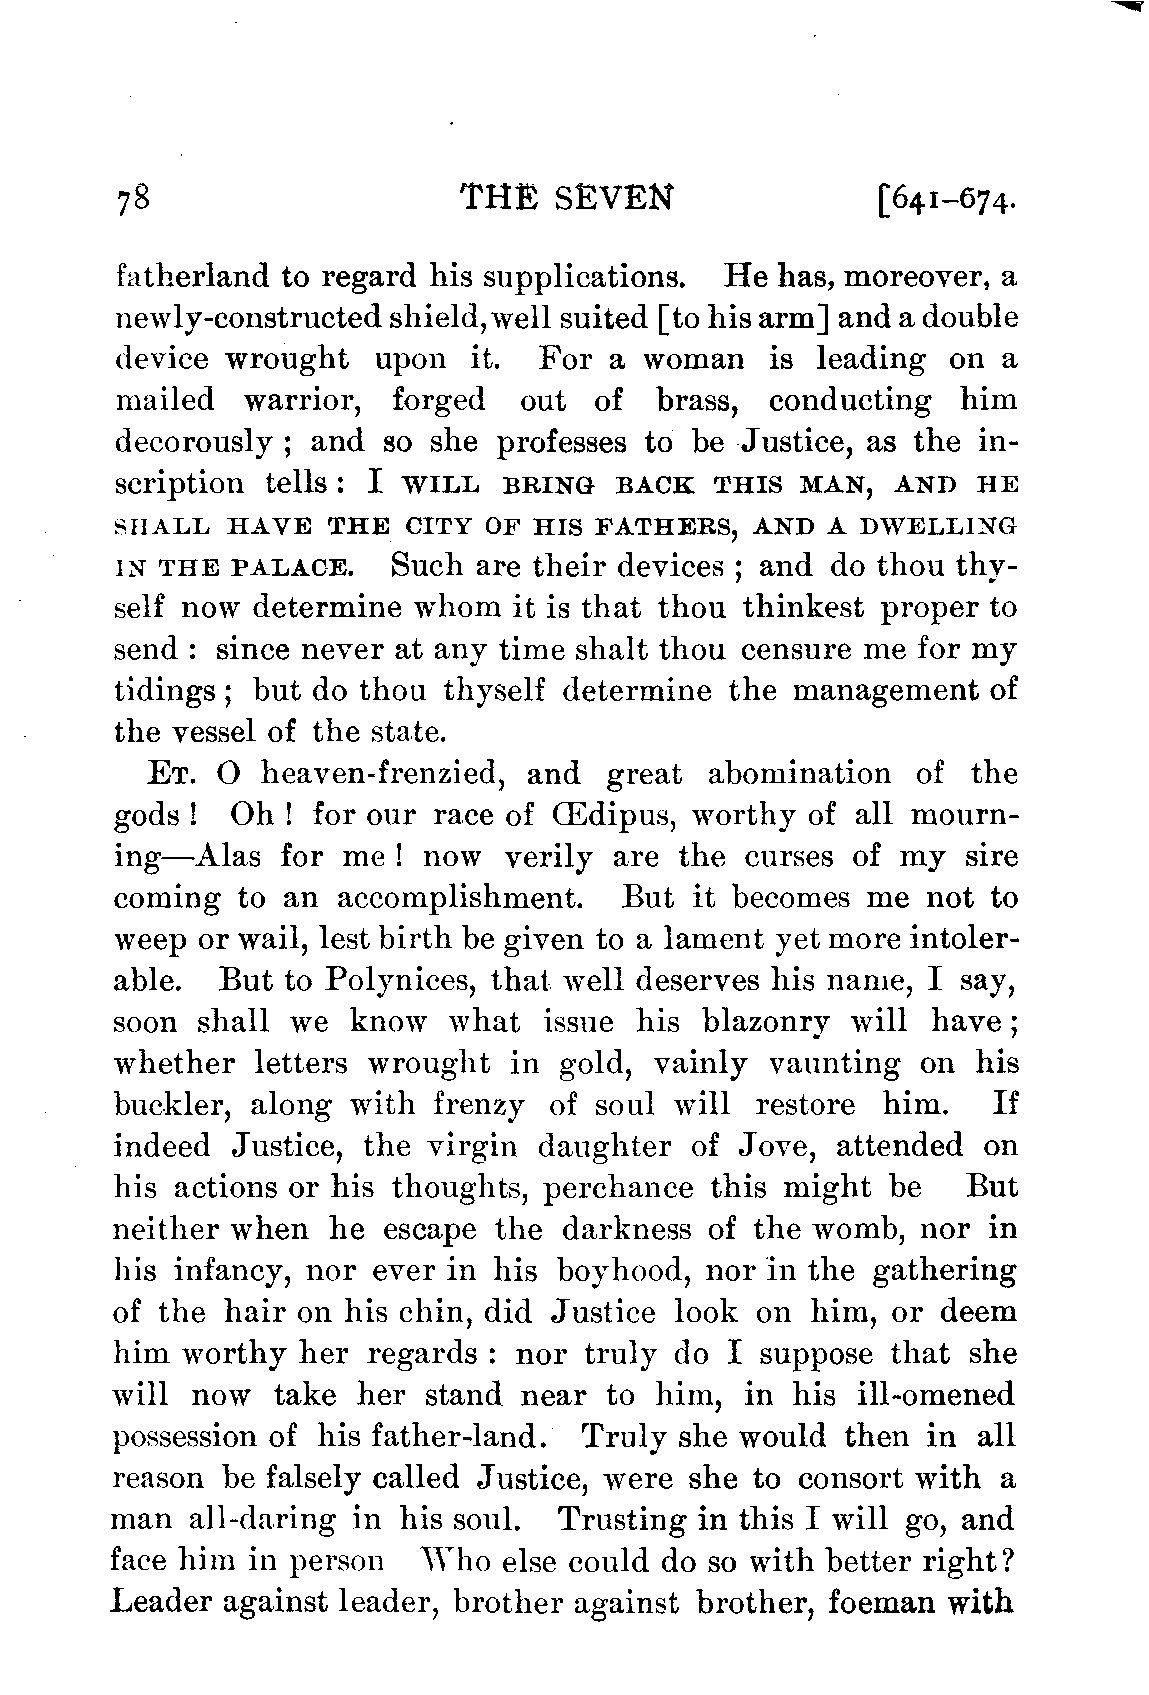 78 THE SEVEN [641–674.
fatherland to regard his supplications. He has, moreover, a
newly-constructed shield, well suited [to his arm] and a double
device wrought upon it. For a woman is leading on a
mailed warrior, forged out of brass, conducting him
decorously ; and so she professes to be Justice, as the in-
scription tells : I WILL BRING BACK THIS MAN, AND HE
SHALL HAVE THE CITY OF HIS FATHERS, AND A DWELLING
IN THE PALACE. Such are their devices ; and do thou thy-
self now determine whom it is that thou thinkest proper to
send : since never at any time shalt thou censure me for my
tidings ; but do thou thyself determine the management of
the vessel of the state.
ET. O heaven-frenzied, and great abomination of the
gods ! Oh ! for our race of Œdipus, worthy of all mourn-
ing—Alas for me ! now verily are the curses of my sire
coming to an accomplishment. But it becomes me not to
weep or wail, lest birth be given to a lament yet more intoler-
able. But to Polynices, that well deserves his name, I say,
soon shall we know what issue his blazonry will have ;
whether letters wrought in gold, vainly vaunting on his
buckler, along with frenzy of soul will restore him. If
indeed Justice, the virgin daughter of Jove, attended on
his actions or his thoughts, perchance this might be But
neither when he escape the darkness of the womb, nor in
his infancy, nor ever in his boyhood, nor in the gathering
of the hair on his chin, did Justice look on him, or deem
him worthy her regards : nor truly do I suppose that she
will now take her stand near to him, in his ill-omened
possession of his father-land. Truly she would then in all
reason be falsely called Justice, were she to consort with a
man all-daring in his soul. Trusting in this I will go, and
face him in person Who else could do so with better right?
Leader against leader, brother against brother, foeman with